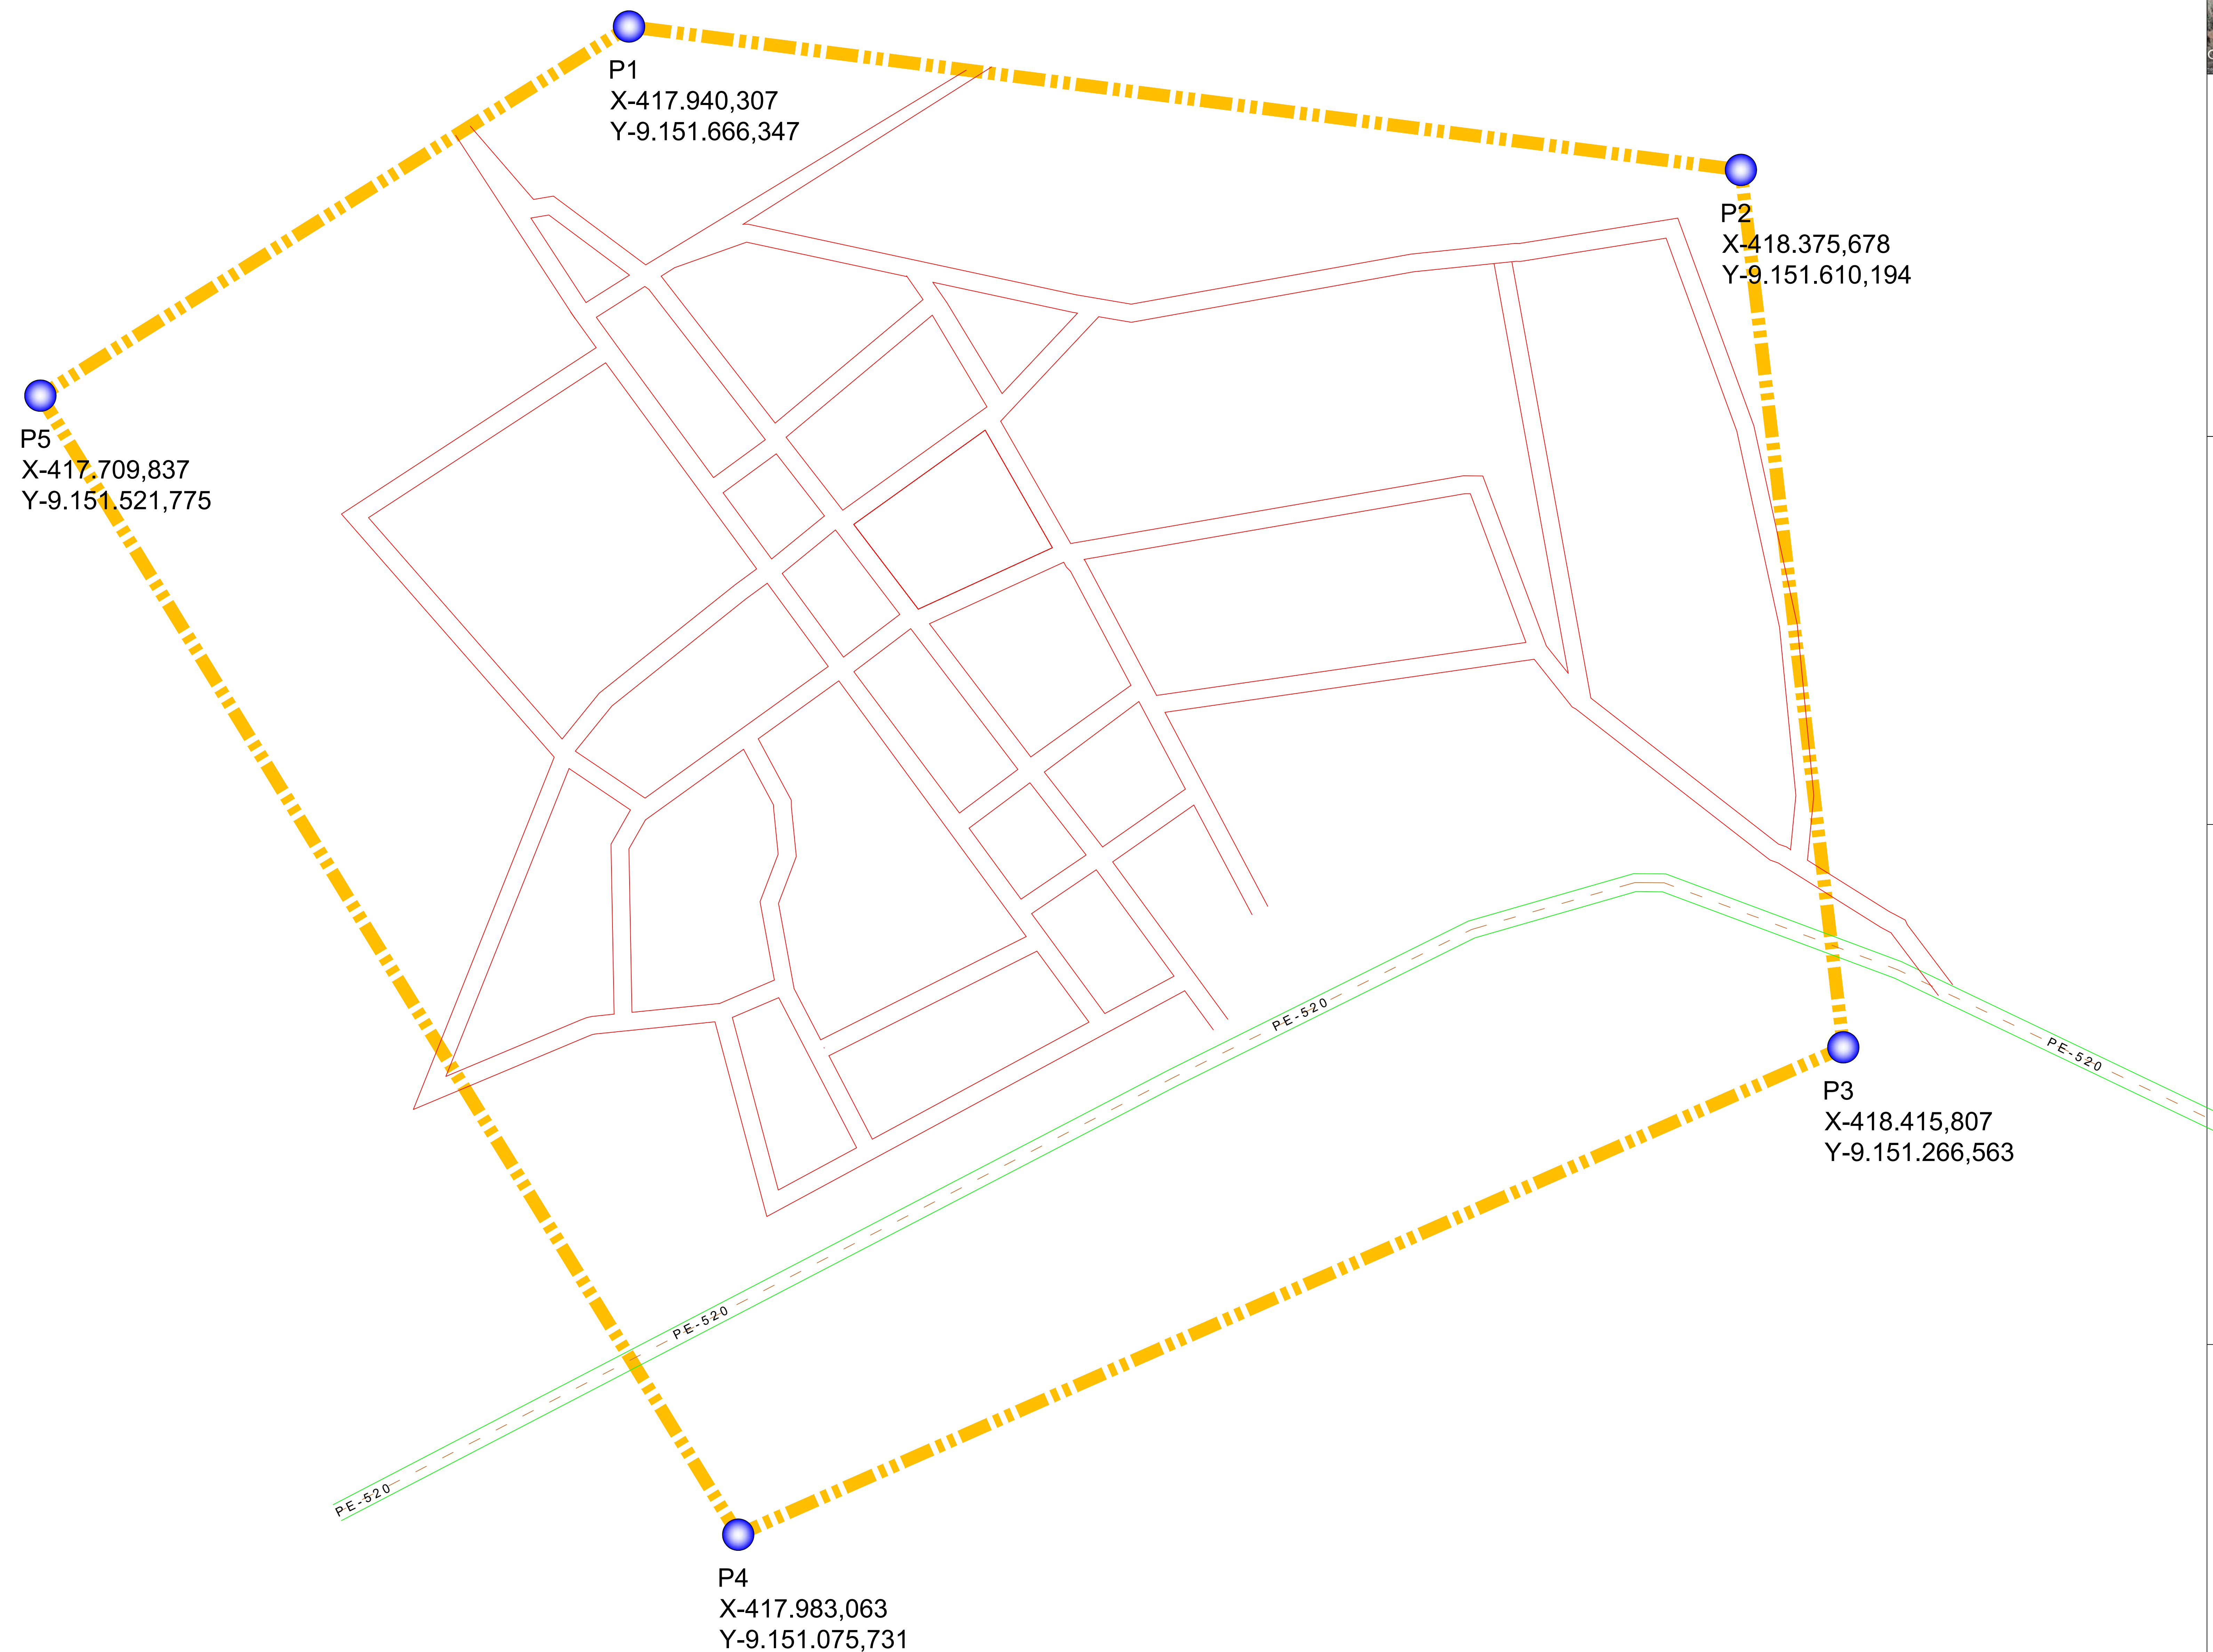 P1
X-417.940,307
Y-9.151.666,347
P2
X-418.375,678
Y-9.151.610,194
P5
X-417.709,837
Y-9.151.521,775
PE-520
PE-520
P3
X-418.415,807
Y-9.151.266,563
PE-520
PE-520
P4
X-417.983,063
Y-9.151.075,731